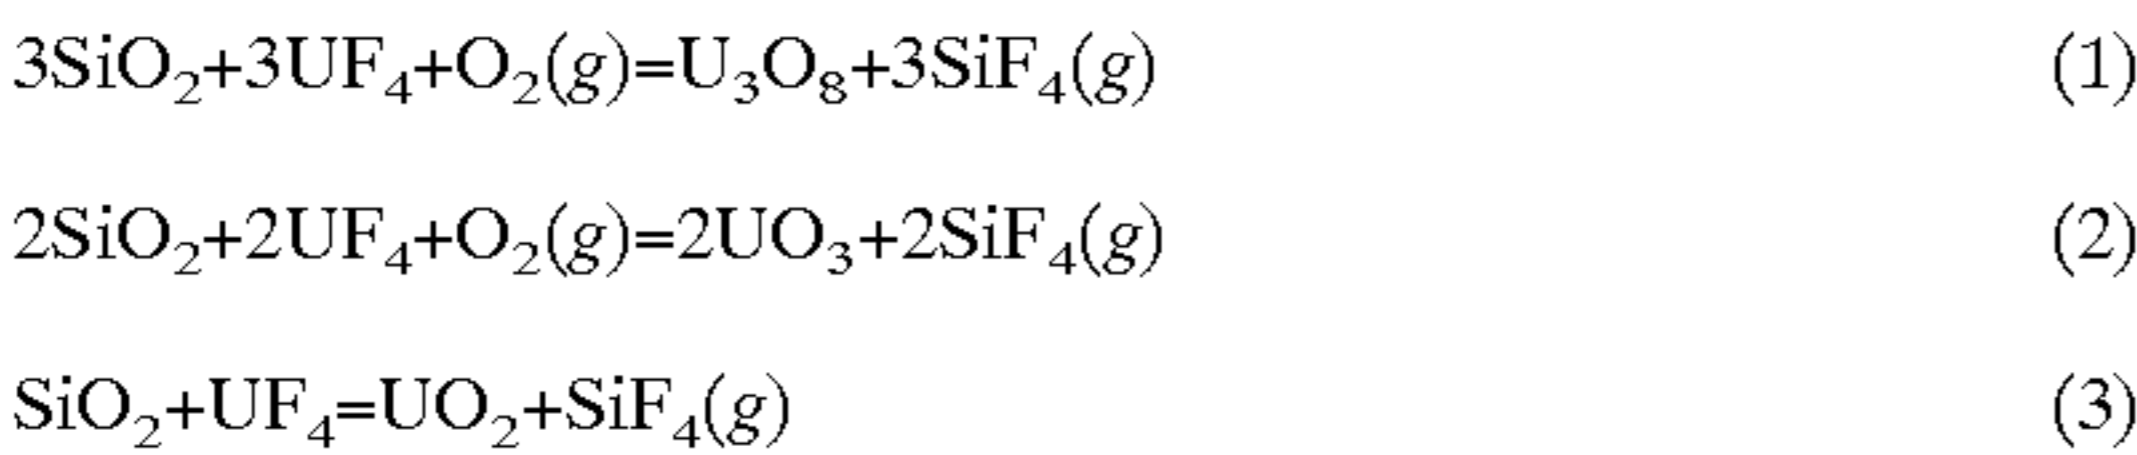 3SiO₂+3UF₄+O₂(g)=U₃O₈+3SiF₄(g) (1)
2SiO₂+2UF₄+O₂(g)=2UO₃+2SiF₄(g) (2)
SiO₂+UF₄=UO₂+SiF₄(g) (3)